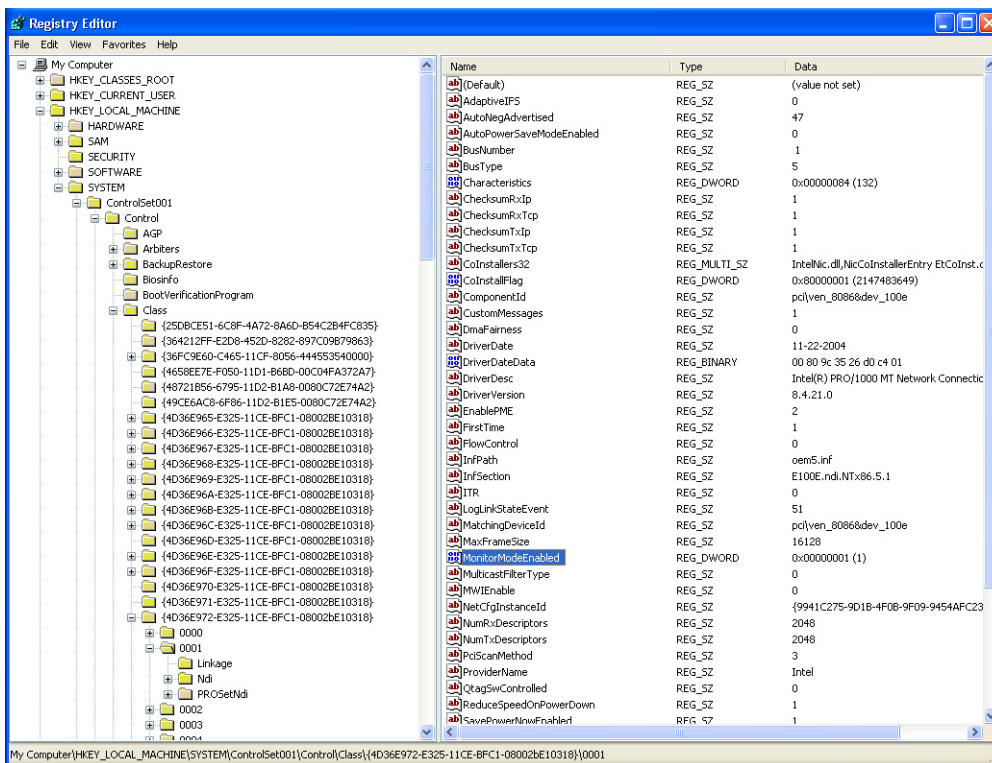 Registry Editor
File Edit View Favorites Help
My Computer
HKEY_CLASSES_ROOT
HKEY_CURRENT_USER
HKEY_LOCAL_MACHINE
HARDWARE
SAM
SECURITY
SOFTWARE
SYSTEM
ControlSet001
Control
AGP
Arbiters
BackupRestore
Biosinfo
BootVerificationProgram
Class
{25DBCE51-6C8F-4A72-8A6D-B54C2B4FC835}
{364212FF-E2D8-452D-8282-897C09B79863}
{36FC9E60-C465-11CF-8056-444553540000}
{4658EE7E-F050-11D1-B6BD-00C04FA372A7}
{48721B56-6795-11D2-B1A8-0080C72E74A2}
{49CE6AC8-6F86-11D2-B1E5-0080C72E74A2}
{4D36E965-E325-11CE-BFC1-08002BE10318}
{4D36E966-E325-11CE-BFC1-08002BE10318}
{4D36E967-E325-11CE-BFC1-08002BE10318}
{4D36E968-E325-11CE-BFC1-08002BE10318}
{4D36E969-E325-11CE-BFC1-08002BE10318}
{4D36E96A-E325-11CE-BFC1-08002BE10318}
{4D36E96B-E325-11CE-BFC1-08002BE10318}
{4D36E96C-E325-11CE-BFC1-08002BE10318}
{4D36E96D-E325-11CE-BFC1-08002BE10318}
{4D36E96E-E325-11CE-BFC1-08002BE10318}
{4D36E96F-E325-11CE-BFC1-08002BE10318}
{4D36E970-E325-11CE-BFC1-08002BE10318}
{4D36E971-E325-11CE-BFC1-08002BE10318}
{4D36E972-E325-11CE-BFC1-08002bE10318}
0000
0001
Linkage
Ndi
PROSetNdi
0002
0003
0004
Name Type Data
(Default) REG_SZ (value not set)
AdaptiveIFS REG_SZ 0
AutoNegAdvertised REG_SZ 47
AutoPowerSaveModeEnabled REG_SZ 0
BusNumber REG_SZ 1
BusType REG_SZ 5
Characteristics REG_DWORD 0x00000084 (132)
ChecksumRxIp REG_SZ 1
ChecksumRxTcp REG_SZ 1
ChecksumTxIp REG_SZ 1
ChecksumTxTcp REG_SZ 1
CoInstallers32 REG_MULTI_SZ IntelNic.dll,NicCoInstallerEntry EtCoInst.
CoInstallFlag REG_DWORD 0x80000001 (2147483649)
ComponentId REG_SZ pci\ven_8086&dev_100e
CustomMessages REG_SZ 1
DmaFairness REG_SZ 0
DriverDate REG_SZ 11-22-2004
DriverDateData REG_BINARY 00 80 9c 35 26 d0 c4 01
DriverDesc REG_SZ Intel(R) PRO/1000 MT Network Connectic
DriverVersion REG_SZ 8.4.21.0
EnablePME REG_SZ 2
FirstTime REG_SZ 1
FlowControl REG_SZ 0
InfPath REG_SZ oem5.inf
InfSection REG_SZ E100E.ndi.NTx86.5.1
ITR REG_SZ 0
LogLinkStateEvent REG_SZ 51
MatchingDeviceId REG_SZ pci\ven_8086&dev_100e
MaxFrameSize REG_SZ 16128
MonitorModeEnabled REG_DWORD 0x00000001 (1)
MulticastFilterType REG_SZ 0
MWIEnable REG_SZ 0
NetCfgInstanceId REG_SZ {9941C275-9D1B-4F0B-9F09-9454AFC23
NumRxDescriptors REG_SZ 2048
NumTxDescriptors REG_SZ 2048
PciScanMethod REG_SZ 3
ProviderName REG_SZ Intel
QtagSwControlled REG_SZ 0
ReduceSpeedOnPowerDown REG_SZ 1
SavePowerNowEnabled REG_SZ 1
My Computer\HKEY_LOCAL_MACHINE\SYSTEM\ControlSet001\Control\Class\{4D36E972-E325-11CE-BFC1-08002bE10318}\0001